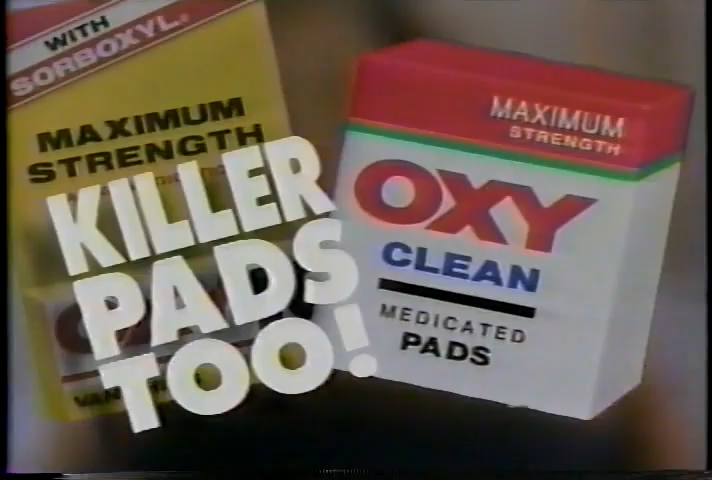 WITH
SORBOXYL®
MAXIMUM
STRENGTH
KILLER
PADS
TOO!
MAXIMUM
STRENGTH
OXY
CLEAN
MEDICATED
PADS